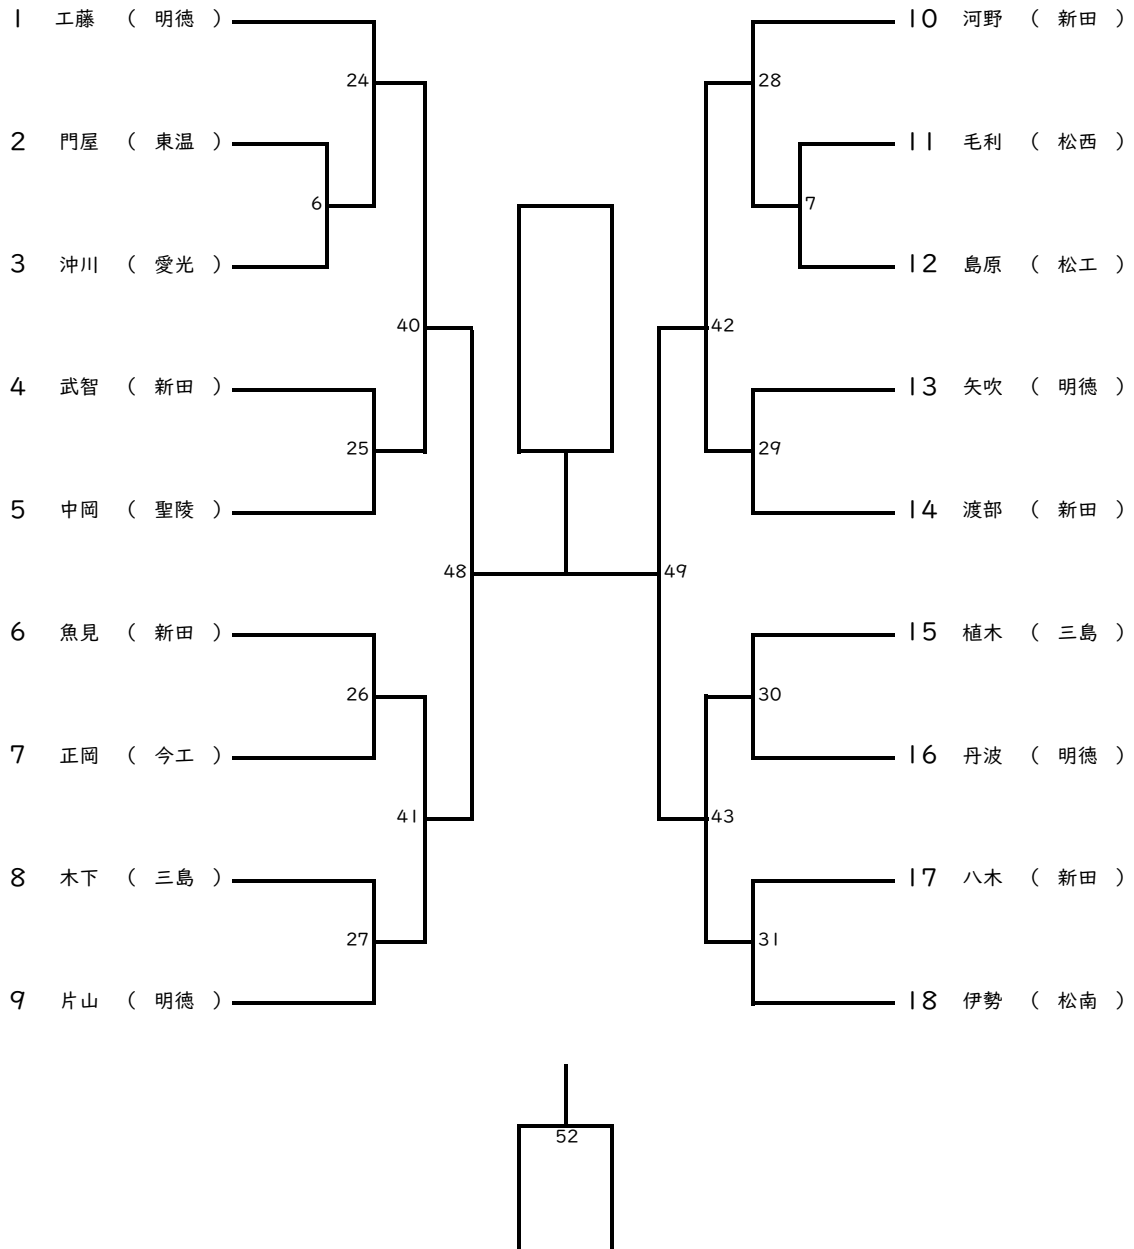 1 工藤 ( 明徳 )
24
2 門屋 ( 東温 )
6
3 沖川 ( 愛光 )
40
4 武智 ( 新田 )
25
5 中岡 ( 聖陵 )
48
6 魚見 ( 新田 )
26
7 正岡 ( 今工 )
41
8 木下 ( 三島 )
27
9 片山 ( 明徳 )
10 河野 ( 新田 )
28
11 毛利 ( 松西 )
7
12 島原 ( 松工 )
42
13 矢吹 ( 明徳 )
29
14 渡部 ( 新田 )
49
15 植木 ( 三島 )
30
16 丹波 ( 明徳 )
43
17 八木 ( 新田 )
31
18 伊勢 ( 松南 )
52